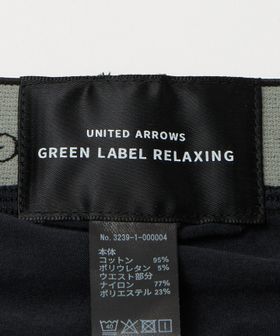 UNITED ARROWS
GREEN LABEL RELAXING
No. 3239-1-000004
本体
コットン 95%
ポリウレタン 5%
ウエスト部分
ナイロン 77%
ポリエステル 23%